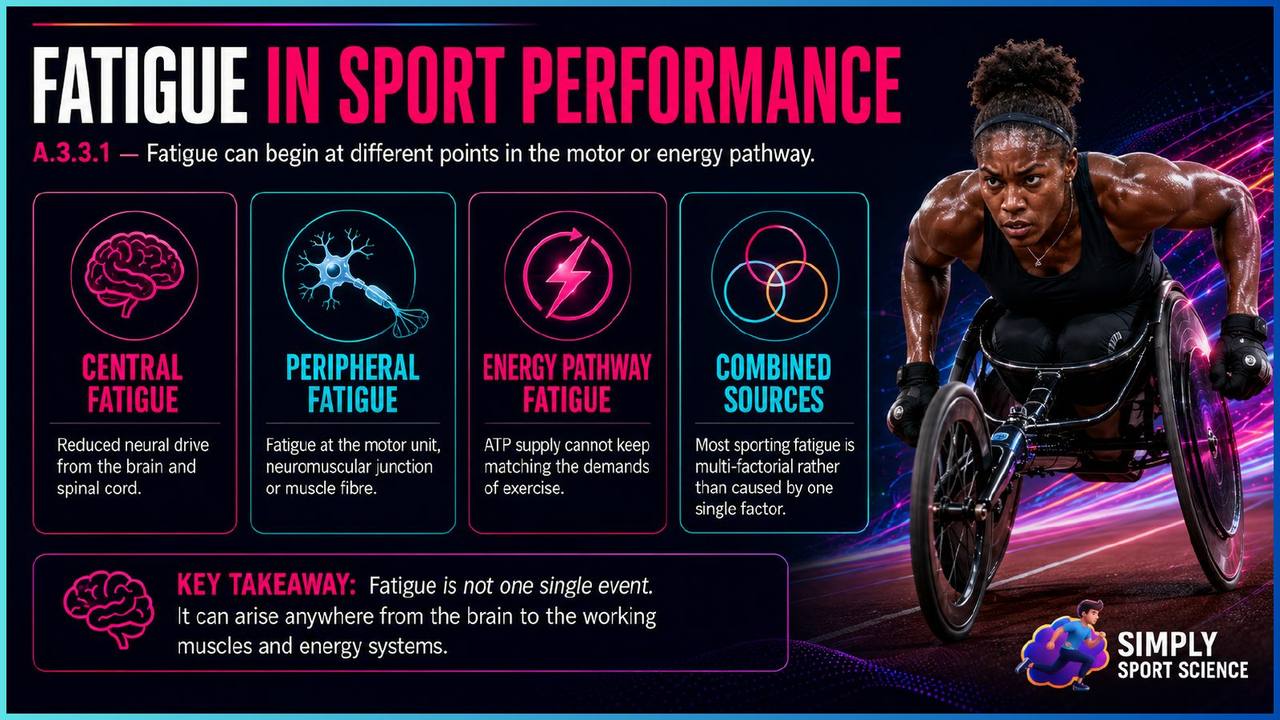 FATIGUE IN SPORT PERFORMANCE
A.3.3.1 — Fatigue can begin at different points in the motor or energy pathway.
CENTRAL
FATIGUE
Reduced neural drive
from the brain and
spinal cord.
PERIPHERAL
FATIGUE
Fatigue at the motor unit,
neuromuscular junction
or muscle fibre.
ENERGY PATHWAY
FATIGUE
ATP supply cannot keep
matching the demands
of exercise.
COMBINED
SOURCES
Most sporting fatigue is
multi-factorial rather
than caused by one
single factor.
KEY TAKEAWAY: Fatigue is not one single event.
It can arise anywhere from the brain to the working
muscles and energy systems.
SIMPLY
SPORT SCIENCE